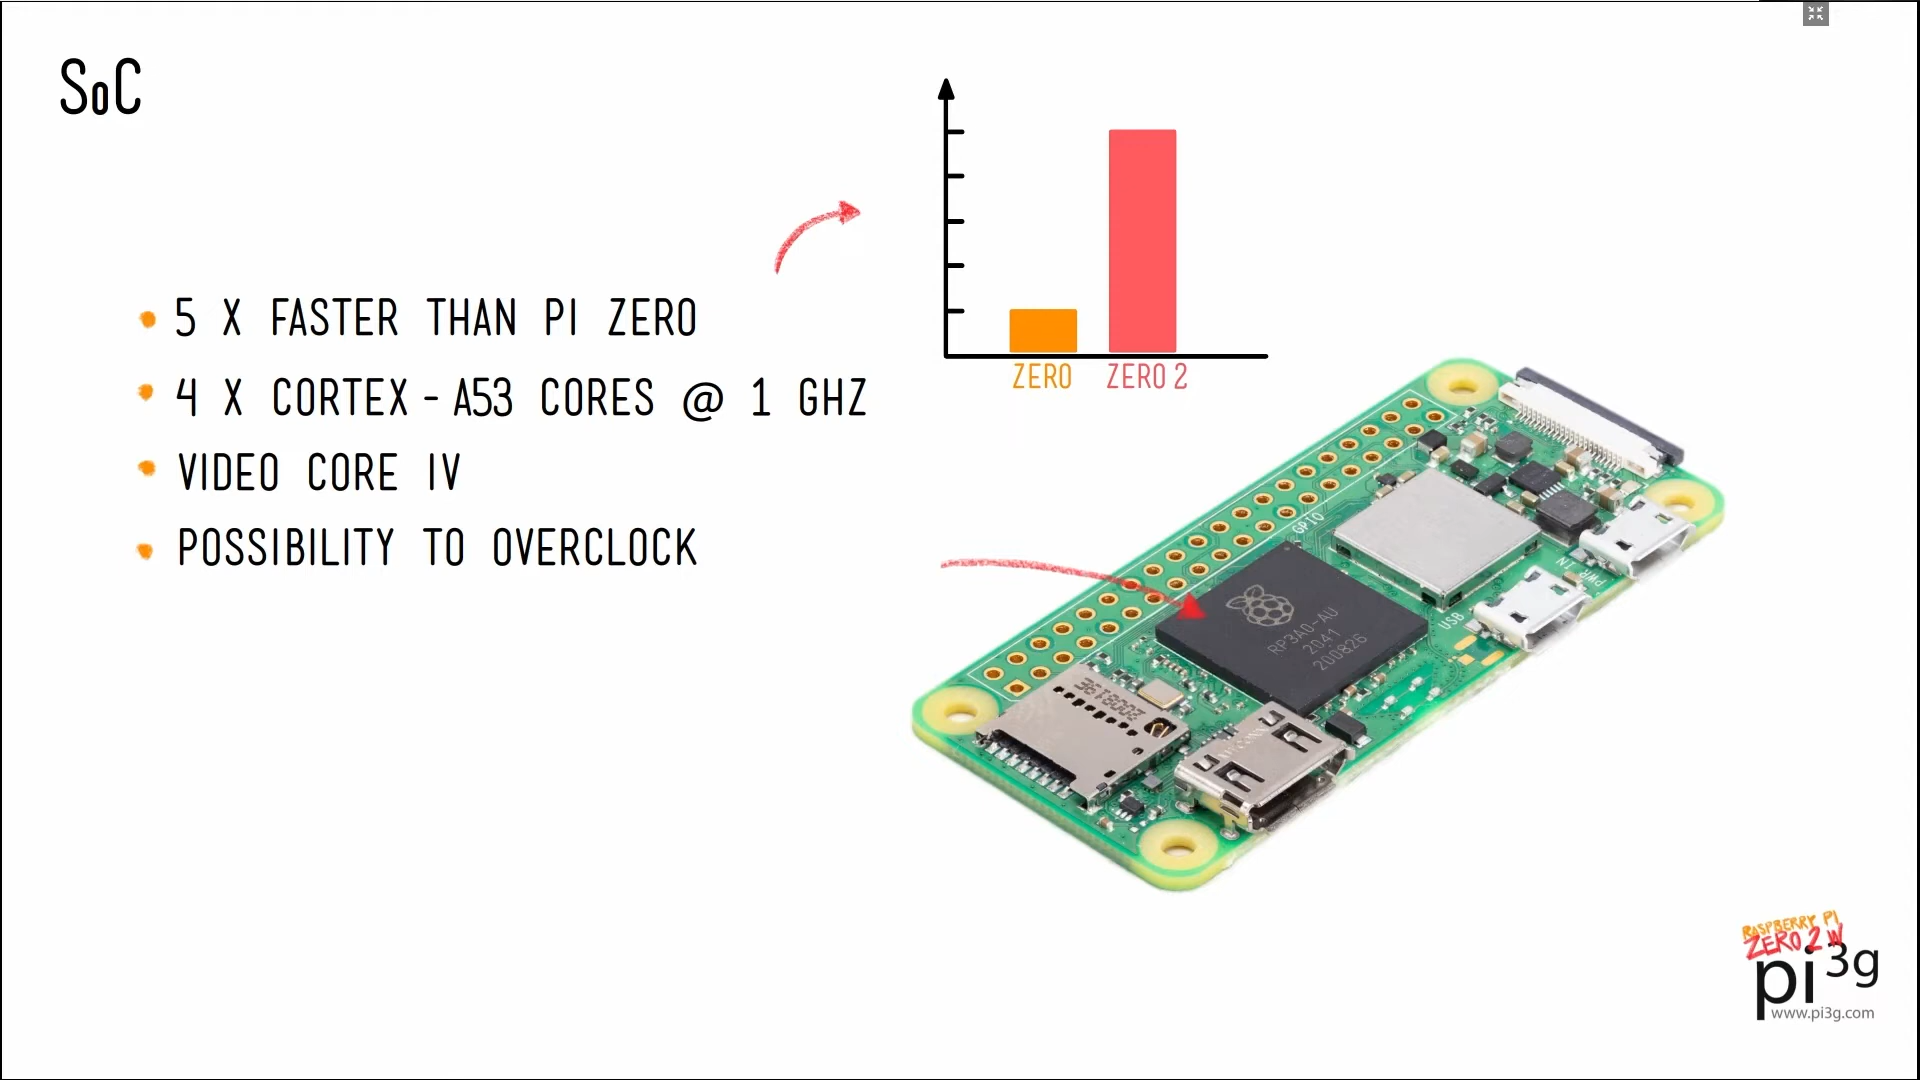 SoC
5 X FASTER THAN PI ZERO
4 X CORTEX-A53 CORES @ 1 GHZ
VIDEO CORE IV
POSSIBILITY TO OVERCLOCK
ZERO
ZERO 2
GPIO
PWR IN
USB
RP3A0-AU
2041
200826
RASPBERRY PI
ZERO 2 W
pi3g
www.pi3g.com